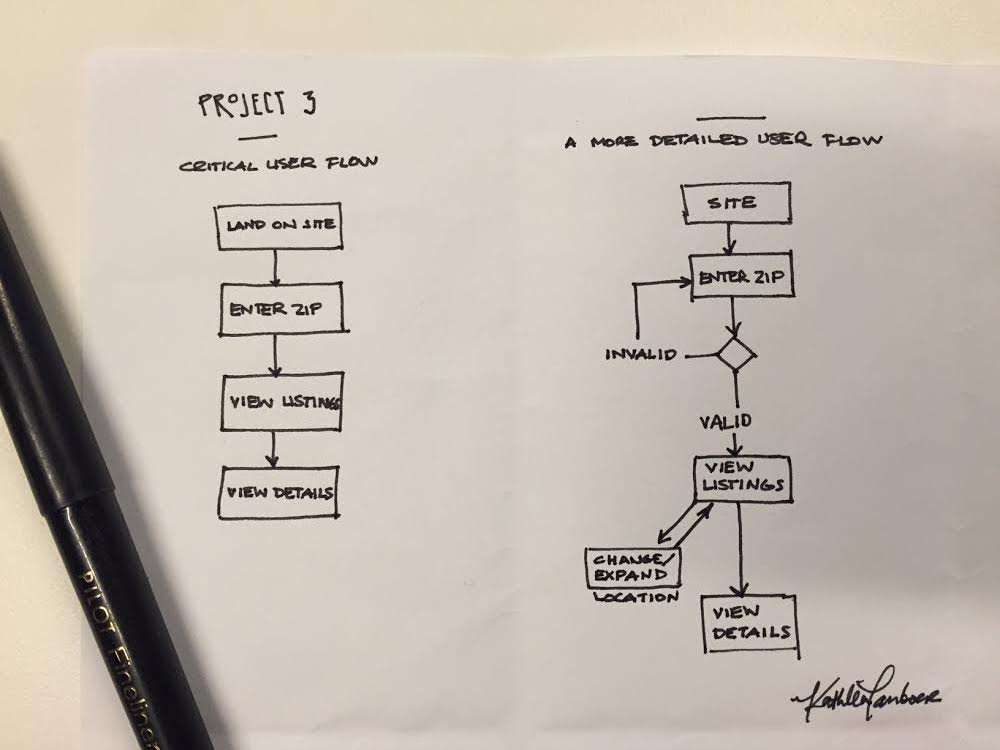 PROJECT 3
CRITICAL USER FLOW
LAND ON SITE
ENTER ZIP
VIEW LISTINGS
VIEW DETAILS
A MORE DETAILED USER FLOW
SITE
ENTER ZIP
INVALID
VALID
VIEW
LISTINGS
CHANGE/
EXPAND
LOCATION
VIEW
DETAILS
PILOT Fineliner